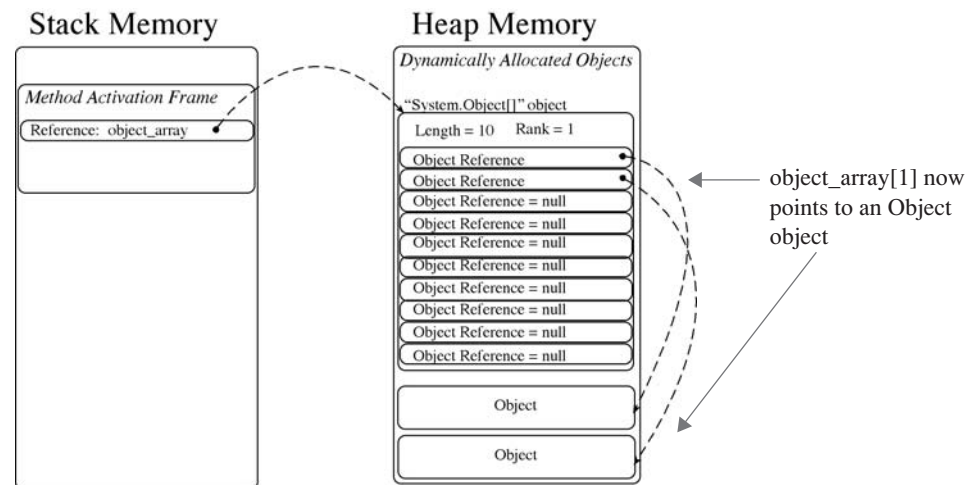 Stack Memory
Heap Memory
Method Activation Frame
Reference: object_array
Dynamically Allocated Objects
“System.Object[]” object
Length = 10 Rank = 1
Object Reference
Object Reference
Object Reference = null
Object Reference = null
Object Reference = null
Object Reference = null
Object Reference = null
Object Reference = null
Object Reference = null
Object Reference = null
Object
Object
object_array[1] now
points to an Object
object